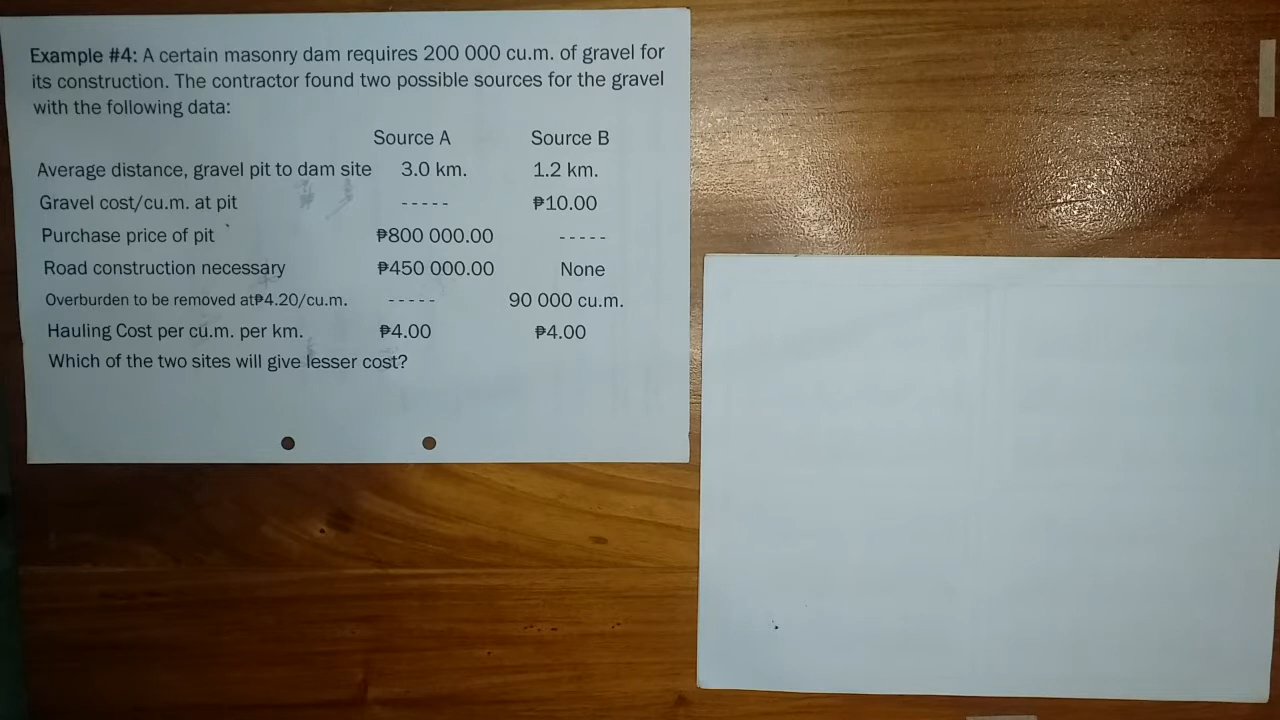 Example #4: A certain masonry dam requires 200 000 cu.m. of gravel for
its construction. The contractor found two possible sources for the gravel
with the following data:
Source A Source B
Average distance, gravel pit to dam site 3.0 km. 1.2 km.
Gravel cost/cu.m. at pit ----- ₱10.00
Purchase price of pit ₱800 000.00 -----
Road construction necessary ₱450 000.00 None
Overburden to be removed at₱4.20/cu.m. ----- 90 000 cu.m.
Hauling Cost per cu.m. per km. ₱4.00 ₱4.00
Which of the two sites will give lesser cost?